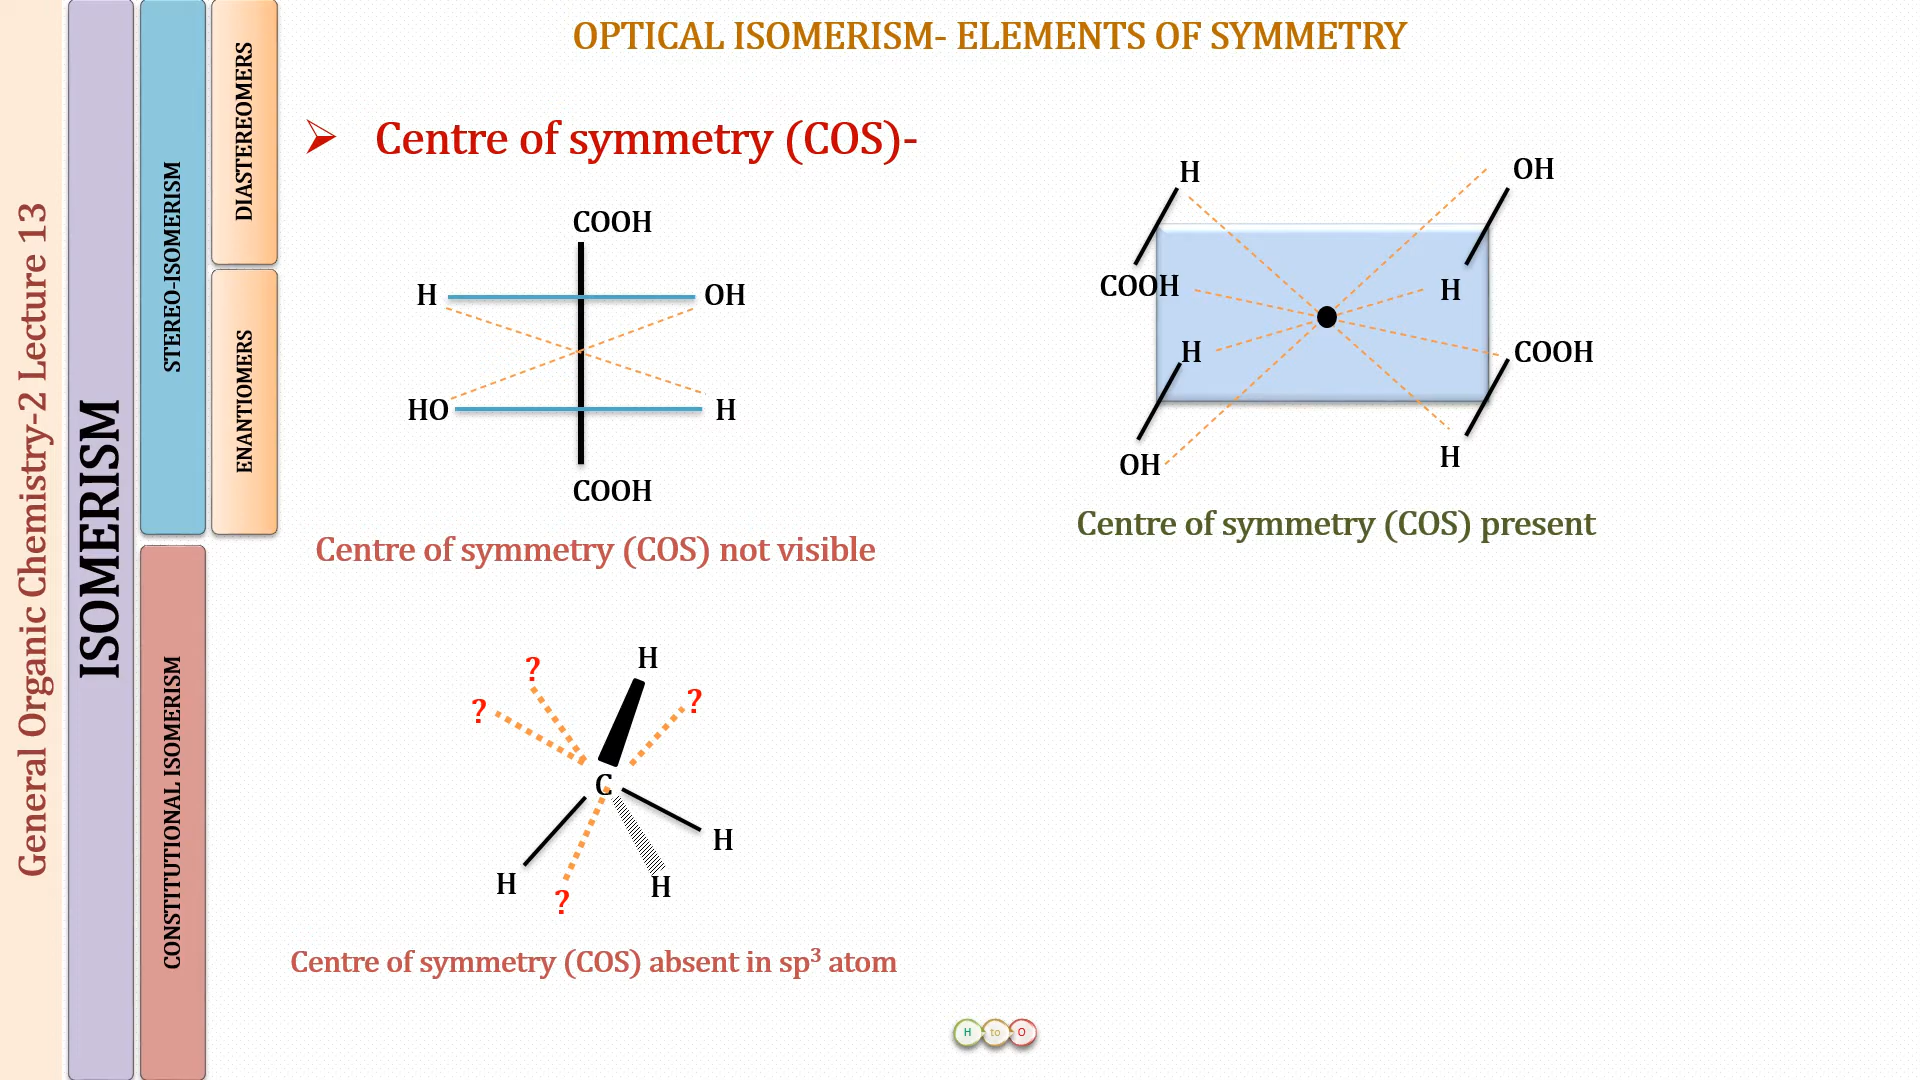 OPTICAL ISOMERISM- ELEMENTS OF SYMMETRY
General Organic Chemistry-2 Lecture 13
ISOMERISM
STEREO-ISOMERISM
CONSTITUTIONAL ISOMERISM
DIASTEREOMERS
ENANTIOMERS
Centre of symmetry (COS)-
COOH
H OH
HO H
COOH
Centre of symmetry (COS) not visible
H OH
COOH H
H COOH
OH H
Centre of symmetry (COS) present
H
?
? ?
C
H
H H
?
Centre of symmetry (COS) absent in sp³ atom
H to O